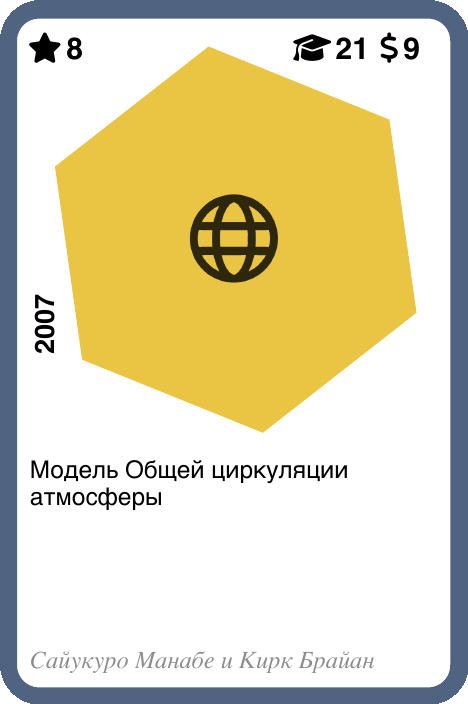 8
21 $9
2007
Модель Общей циркуляции
атмосферы
Сайукуро Манабе и Кирк Брайан